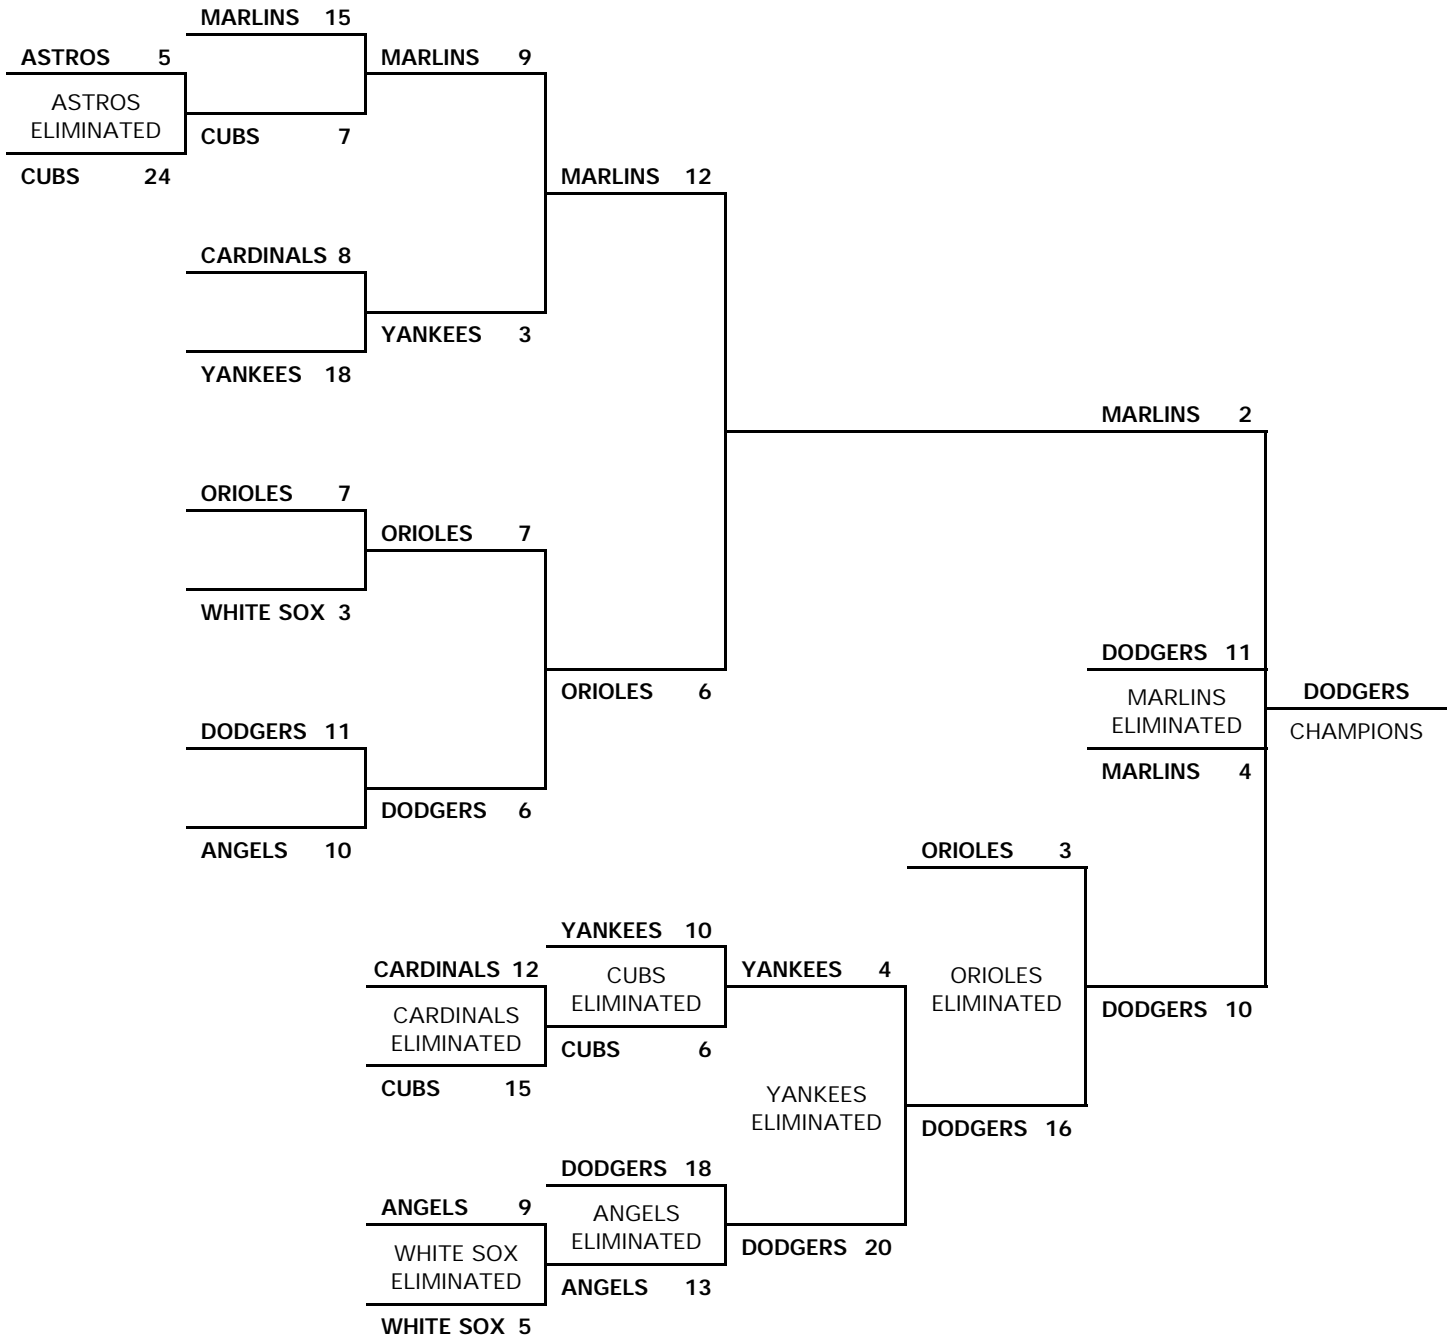 MARLINS 15
ASTROS 5
MARLINS 9
ASTROS
ELIMINATED
CUBS 7
CUBS 24
MARLINS 12
CARDINALS 8
YANKEES 3
YANKEES 18
MARLINS 2
ORIOLES 7
ORIOLES 7
WHITE SOX 3
DODGERS 11
ORIOLES 6
MARLINS
ELIMINATED
DODGERS
CHAMPIONS
DODGERS 11
MARLINS 4
DODGERS 6
ANGELS 10
ORIOLES 3
YANKEES 10
CARDINALS 12
CUBS
ELIMINATED
YANKEES 4
ORIOLES
ELIMINATED
DODGERS 10
CARDINALS
ELIMINATED
CUBS 6
CUBS 15
YANKEES
ELIMINATED
DODGERS 16
DODGERS 18
ANGELS 9
ANGELS
ELIMINATED
DODGERS 20
WHITE SOX
ELIMINATED
ANGELS 13
WHITE SOX 5